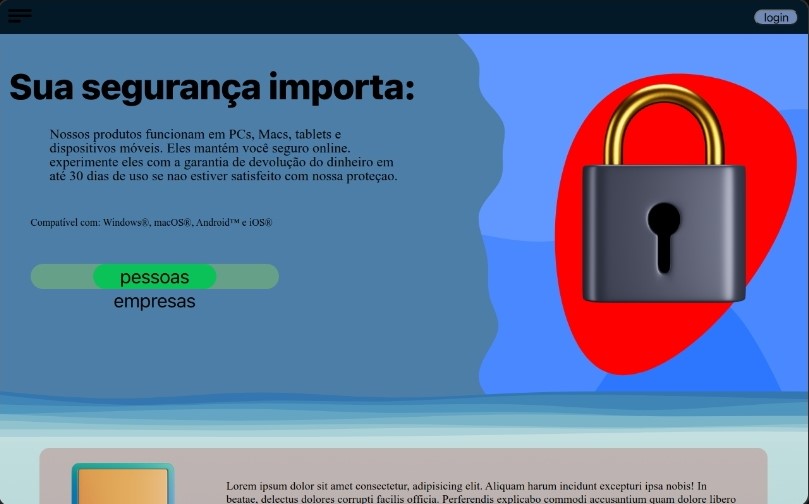 login
Sua segurança importa:
Nossos produtos funcionam em PCs, Macs, tablets e
dispositivos móveis. Eles mantém você seguro online.
experimente eles com a garantia de devolução do dinheiro em
até 30 dias de uso se nao estiver satisfeito com nossa proteçao.
Compatível com: Windows®, macOS®, Android™ e iOS®
pessoas
empresas
Lorem ipsum dolor sit amet consectetur, adipisicing elit. Aliquam harum incidunt excepturi ipsa nobis! In
beatae, delectus dolores corrupti facilis officia. Perferendis explicabo commodi accusantium quam dolore libero